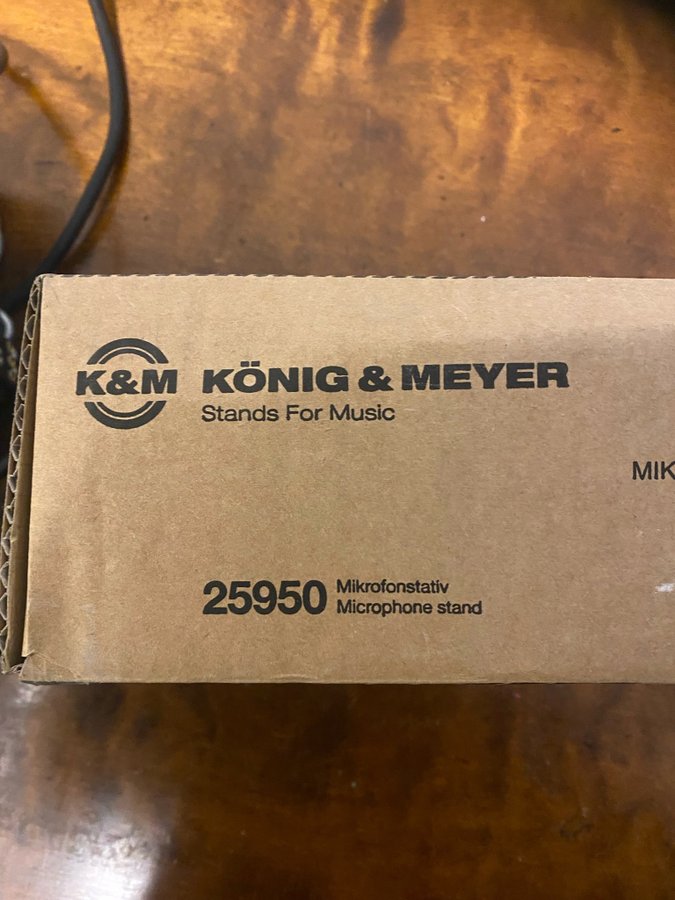 K&M KÖNIG & MEYER
Stands For Music
MIK
25950 Mikrofonstativ
Microphone stand